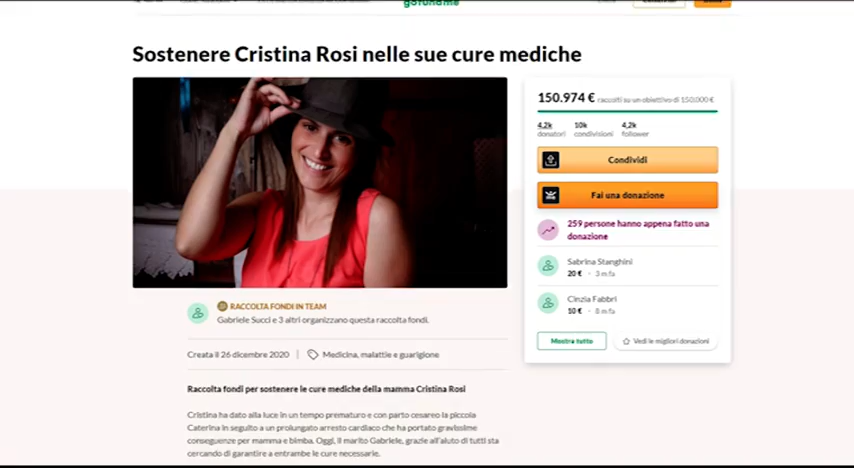 gofundme
Sostenere Cristina Rosi nelle sue cure mediche
150.974 € raccolti su un obiettivo di 150.000 €
4,2k 10k 4,2k
donatori condivisioni follower
Condividi
Fai una donazione
259 persone hanno appena fatto una
donazione
Sabrina Stanghini
20 € · 3 m fa
Cinzia Fabbri
10 € · 8 m fa
Mostra tutto Vedi le migliori donazioni
RACCOLTA FONDI IN TEAM
Gabriele Succi e 3 altri organizzano questa raccolta fondi.
Creata il 26 dicembre 2020 | Medicina, malattie e guarigione
Raccolta fondi per sostenere le cure mediche della mamma Cristina Rosi
Cristina ha dato alla luce in un tempo prematuro e con parto cesareo la piccola
Caterina in seguito a un prolungato arresto cardiaco che ha portato gravissime
conseguenze per mamma e bimba. Oggi, il marito Gabriele, grazie all'aiuto di tutti sta
cercando di garantire a entrambe le cure necessarie.